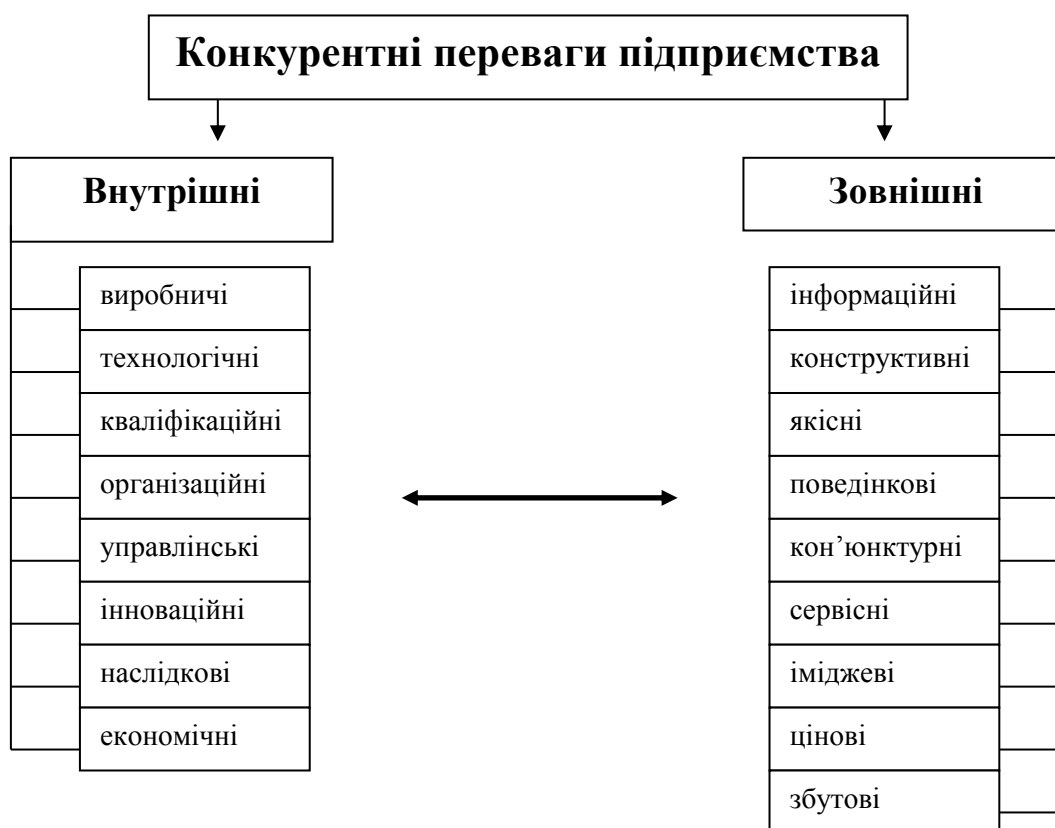 Конкурентні переваги підприємства
Внутрішні
виробничі
технологічні
кваліфікаційні
організаційні
управлінські
інноваційні
наслідкові
економічні
Зовнішні
інформаційні
конструктивні
якісні
поведінкові
кон’юнктурні
сервісні
іміджеві
цінові
збутові